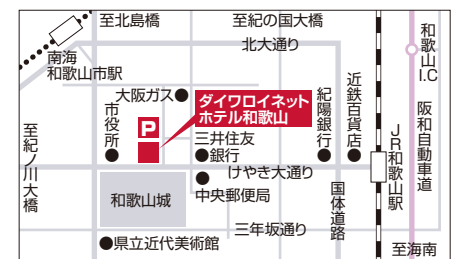 至北島橋
至紀の国大橋
北大通り
和歌山I.C
南海
和歌山市駅
大阪ガス
ダイワロイネット
ホテル和歌山
P
市役所
三井住友
銀行
紀陽銀行
近鉄百貨店
阪和自動車道
至紀ノ川大橋
けやき大通り
JR和歌山駅
中央郵便局
和歌山城
国体道路
三年坂通り
県立近代美術館
至海南